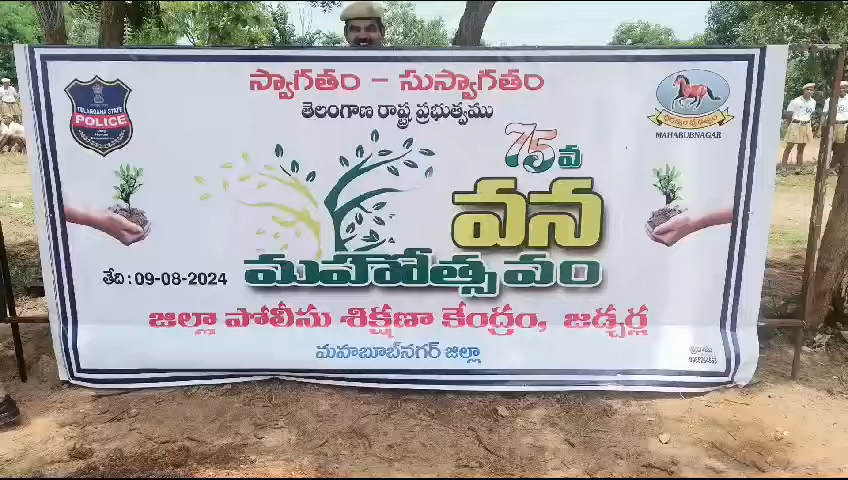 స్వాగతం - సుస్వాగతం
తెలంగాణ రాష్ట్ర ప్రభుత్వము
TELANGANA STATE
POLICE
MAHABUBNAGAR
75వ
వన
మహోత్సవం
తేది : 09-08-2024
జిల్లా పోలీసు శిక్షణా కేంద్రం, జడ్చర్ల
మహబూబ్‌నగర్ జిల్లా